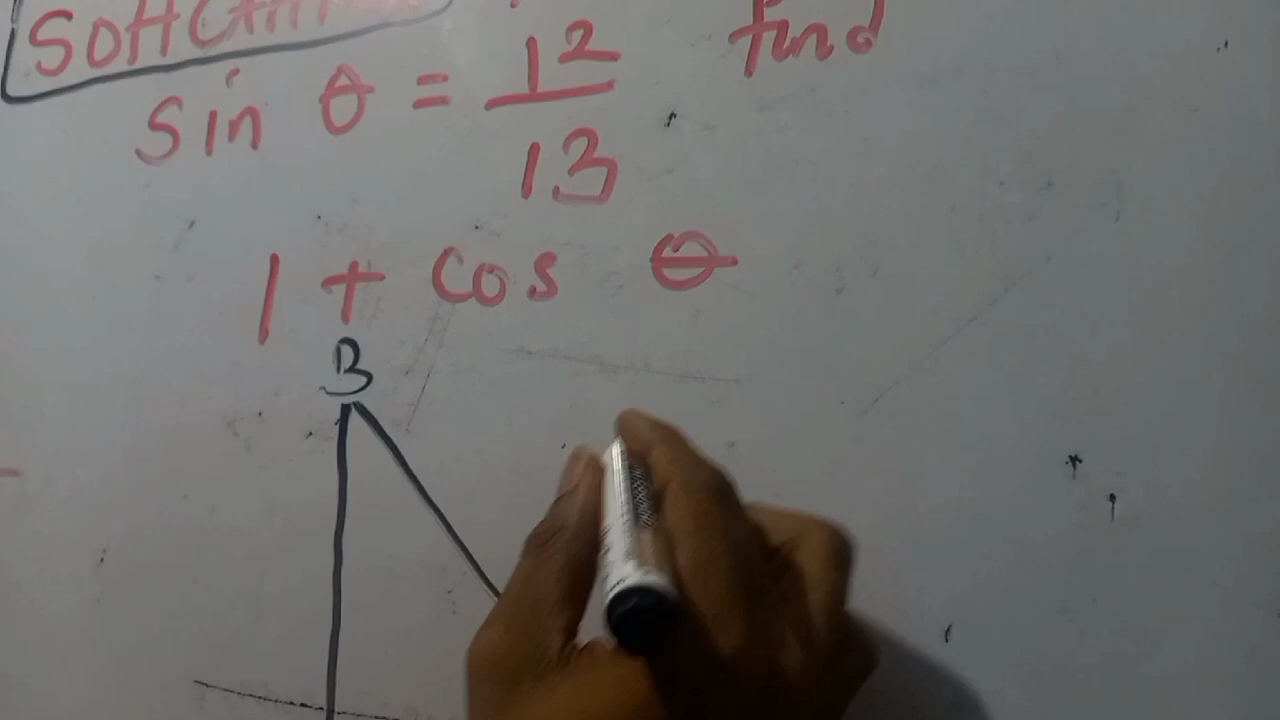 SOHCAHTOA
sin θ = 12/13 find
1 + cos θ
B